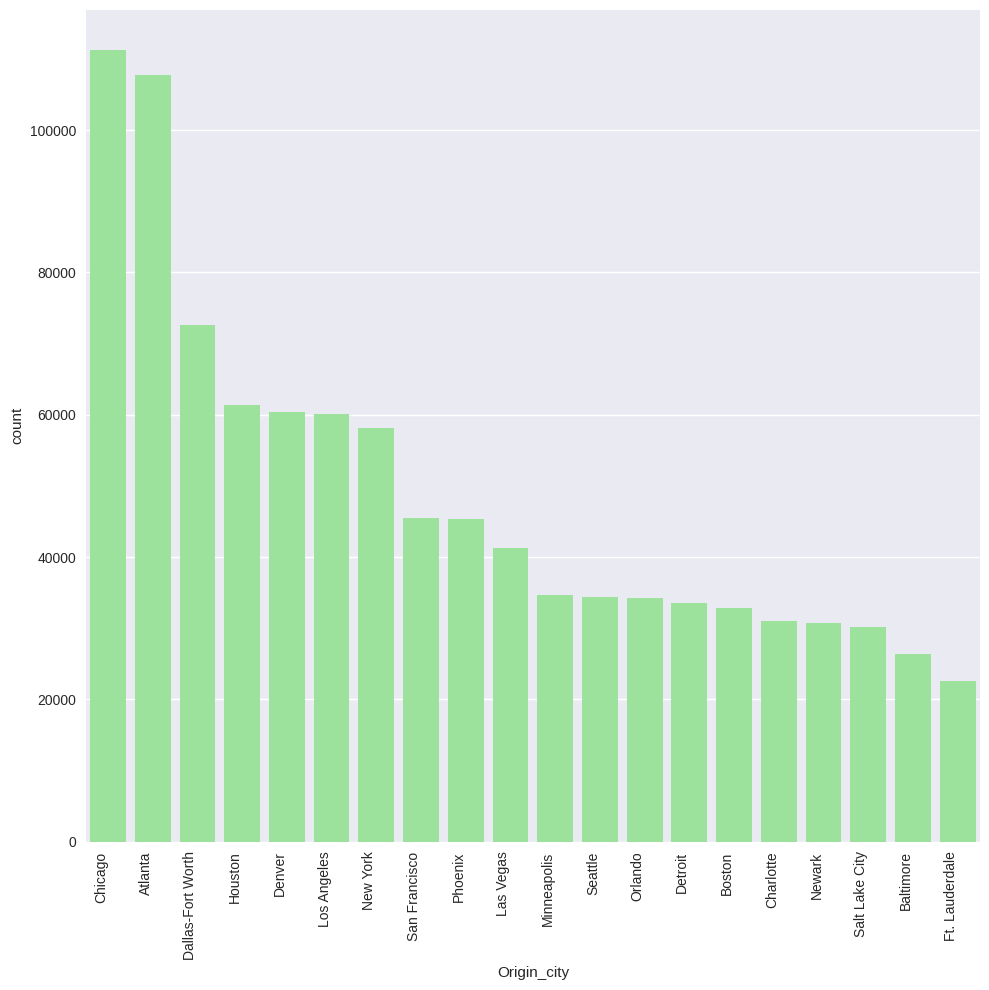 100000
80000
60000
40000
20000
0
count
Chicago
Atlanta
Dallas-Fort Worth
Houston
Denver
Los Angeles
New York
San Francisco
Phoenix
Las Vegas
Minneapolis
Seattle
Orlando
Detroit
Boston
Charlotte
Newark
Salt Lake City
Baltimore
Ft. Lauderdale
Origin_city